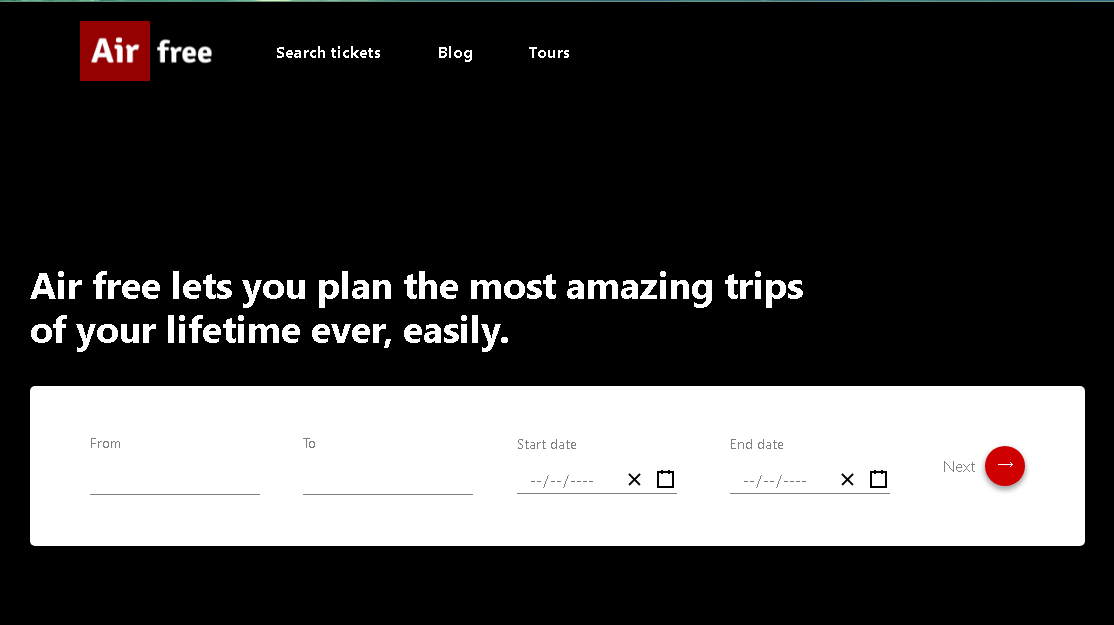 Air free
Search tickets
Blog
Tours
Air free lets you plan the most amazing trips
of your lifetime ever, easily.
From
To
Start date
End date
--/--/----
--/--/----
Next →